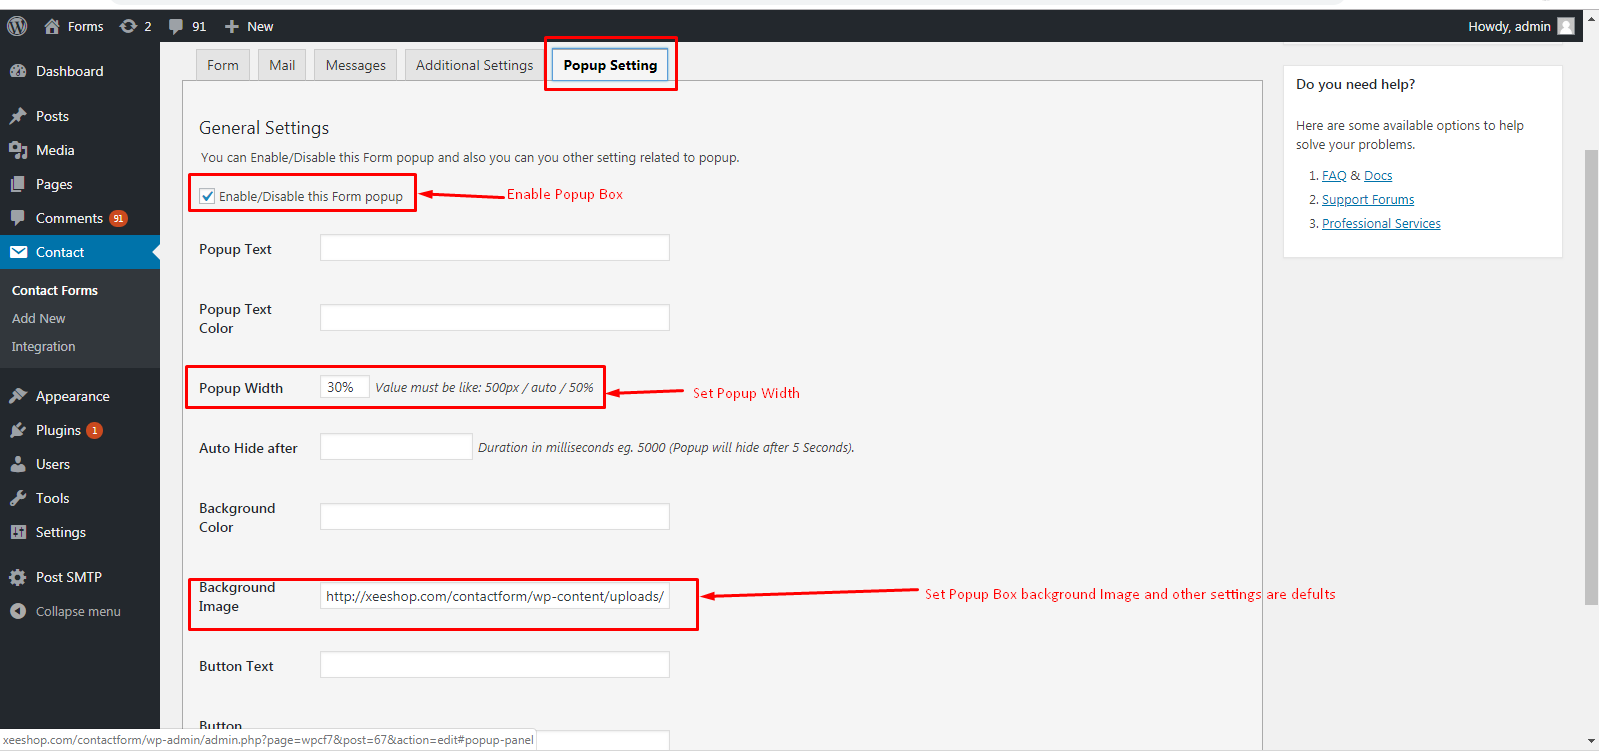 Forms 2 91 New Howdy, admin
Dashboard
Posts
Media
Pages
Comments 91
Contact
Contact Forms
Add New
Integration
Appearance
Plugins 1
Users
Tools
Settings
Post SMTP
Collapse menu
Form Mail Messages Additional Settings Popup Setting
General Settings
You can Enable/Disable this Form popup and also you can you other setting related to popup.
Enable/Disable this Form popup
Enable Popup Box
Popup Text
Popup Text
Color
Popup Width 30% Value must be like: 500px / auto / 50%
Set Popup Width
Auto Hide after Duration in milliseconds eg. 5000 (Popup will hide after 5 Seconds).
Background
Color
Background
Image
http://xeeshop.com/contactform/wp-content/uploads/
Set Popup Box background Image and other settings are defults
Button Text
Button
Do you need help?
Here are some available options to help
solve your problems.
1. FAQ & Docs
2. Support Forums
3. Professional Services
xeeshop.com/contactform/wp-admin/admin.php?page=wpcf7&post=67&action=edit#popup-panel